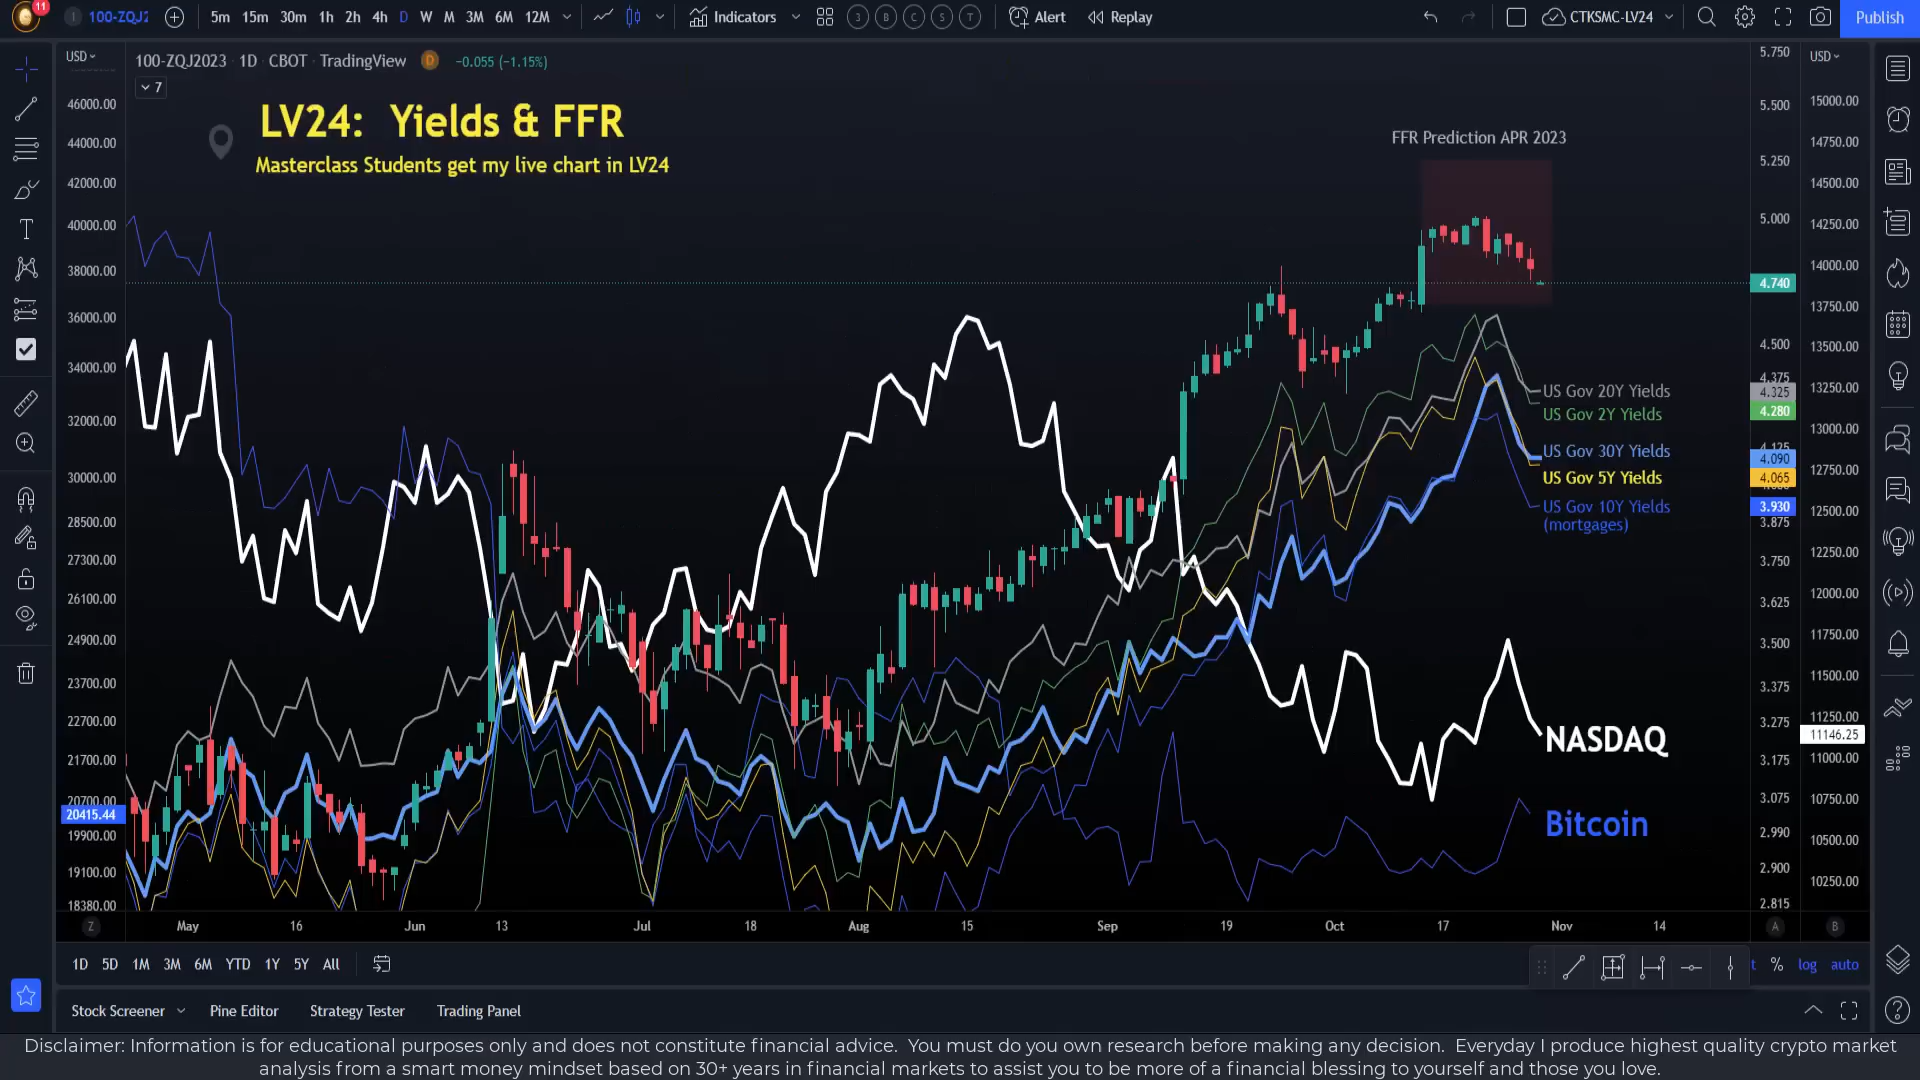 11
100-ZQJ2
5m 15m 30m 1h 2h 4h D W M 3M 6M 12M
Indicators
3 B C S T
Alert
Replay
CTKSMC-LV24
Publish
USD
100-ZQJ2023 · 1D · CBOT · TradingView D −0.055 (−1.15%)
7
LV24: Yields & FFR
Masterclass Students get my live chart in LV24
FFR Prediction APR 2023
46000.00
44000.00
42000.00
40000.00
38000.00
36000.00
34000.00
32000.00
30000.00
28500.00
27300.00
26100.00
24900.00
23700.00
22700.00
21700.00
20700.00
20415.44
19900.00
19100.00
18380.00
US Gov 20Y Yields
US Gov 2Y Yields
US Gov 30Y Yields
US Gov 5Y Yields
US Gov 10Y Yields
(mortgages)
NASDAQ
Bitcoin
5.750
5.500
5.250
5.000
4.740
4.500
4.375
4.325
4.280
4.125
4.090
4.065
3.930
3.875
3.750
3.625
3.500
3.375
3.275
3.175
3.075
2.990
2.900
2.815
USD
15000.00
14750.00
14500.00
14250.00
14000.00
13750.00
13500.00
13250.00
13000.00
12750.00
12500.00
12250.00
12000.00
11750.00
11500.00
11250.00
11146.25
11000.00
10750.00
10500.00
10250.00
Z May 16 Jun 13 Jul 18 Aug 15 Sep 19 Oct 17 Nov 14 A B
1D 5D 1M 3M 6M YTD 1Y 5Y All
t % log auto
Stock Screener Pine Editor Strategy Tester Trading Panel
Disclaimer: Information is for educational purposes only and does not constitute financial advice. You must do you own research before making any decision. Everyday I produce highest quality crypto market
analysis from a smart money mindset based on 30+ years in financial markets to assist you to be more of a financial blessing to yourself and those you love.